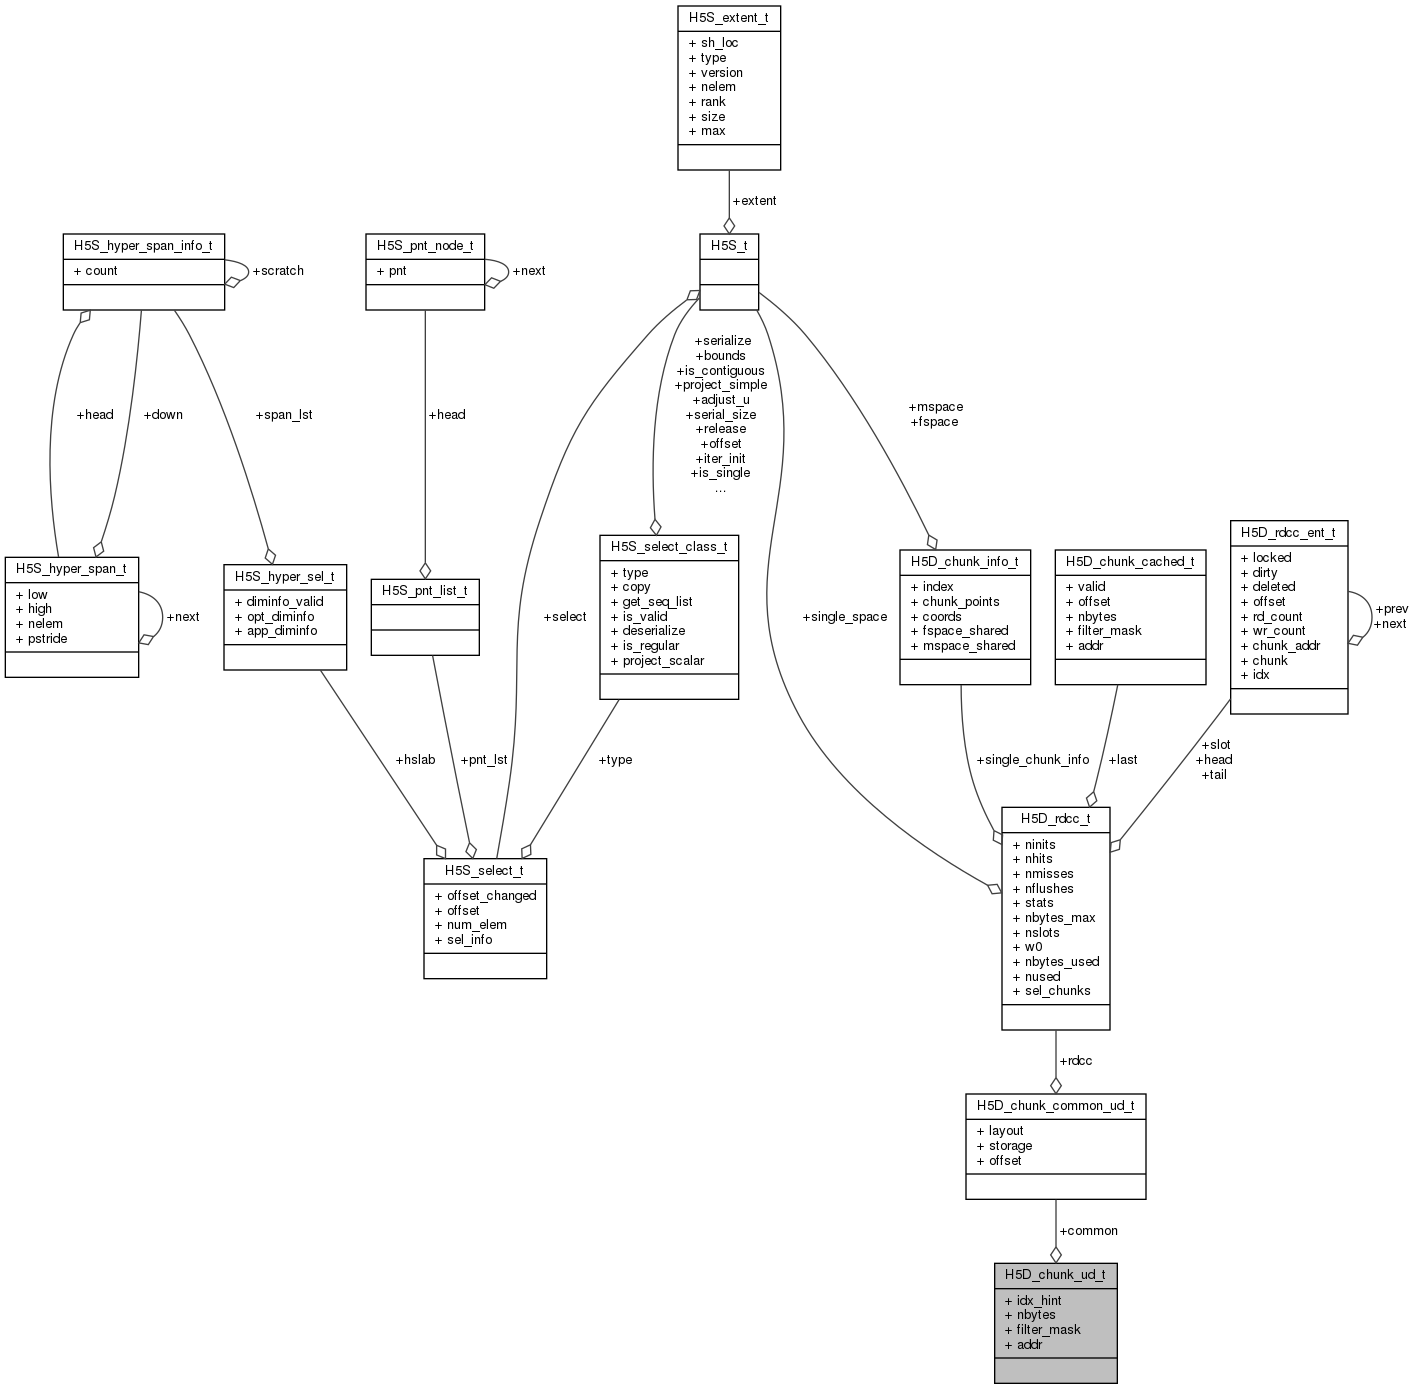 H5S_extent_t
+ sh_loc
+ type
+ version
+ nelem
+ rank
+ size
+ max
+extent
H5S_hyper_span_info_t
+ count
+scratch
H5S_pnt_node_t
+ pnt
+next
H5S_t
+head
+down
+span_lst
+head
+serialize
+bounds
+is_contiguous
+project_simple
+adjust_u
+serial_size
+release
+offset
+iter_init
+is_single
...
+mspace
+fspace
H5S_hyper_span_t
+ low
+ high
+ nelem
+ pstride
+next
H5S_hyper_sel_t
+ diminfo_valid
+ opt_diminfo
+ app_diminfo
H5S_pnt_list_t
+select
H5S_select_class_t
+ type
+ copy
+ get_seq_list
+ is_valid
+ deserialize
+ is_regular
+ project_scalar
+single_space
H5D_chunk_info_t
+ index
+ chunk_points
+ coords
+ fspace_shared
+ mspace_shared
H5D_chunk_cached_t
+ valid
+ offset
+ nbytes
+ filter_mask
+ addr
H5D_rdcc_ent_t
+ locked
+ dirty
+ deleted
+ offset
+ rd_count
+ wr_count
+ chunk_addr
+ chunk
+ idx
+prev
+next
+hslab
+pnt_lst
+type
+single_chunk_info
+last
+slot
+head
+tail
H5S_select_t
+ offset_changed
+ offset
+ num_elem
+ sel_info
H5D_rdcc_t
+ ninits
+ nhits
+ nmisses
+ nflushes
+ stats
+ nbytes_max
+ nslots
+ w0
+ nbytes_used
+ nused
+ sel_chunks
+rdcc
H5D_chunk_common_ud_t
+ layout
+ storage
+ offset
+common
H5D_chunk_ud_t
+ idx_hint
+ nbytes
+ filter_mask
+ addr